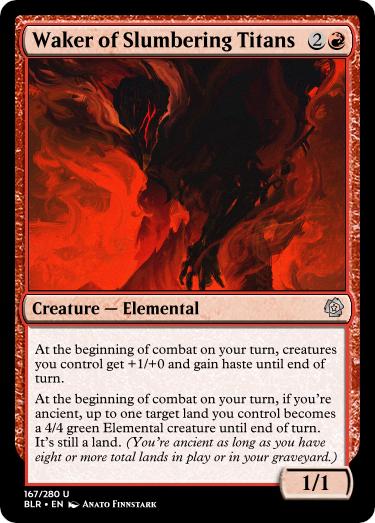 Waker of Slumbering Titans 2
Creature — Elemental
At the beginning of combat on your turn, creatures
you control get +1/+0 and gain haste until end of
turn.
At the beginning of combat on your turn, if you're
ancient, up to one target land you control becomes
a 4/4 green Elemental creature until end of turn.
It's still a land. (You're ancient as long as you have
eight or more total lands in play or in your graveyard.)
1/1
167/280 U
BLR • EN Anato Finnstark